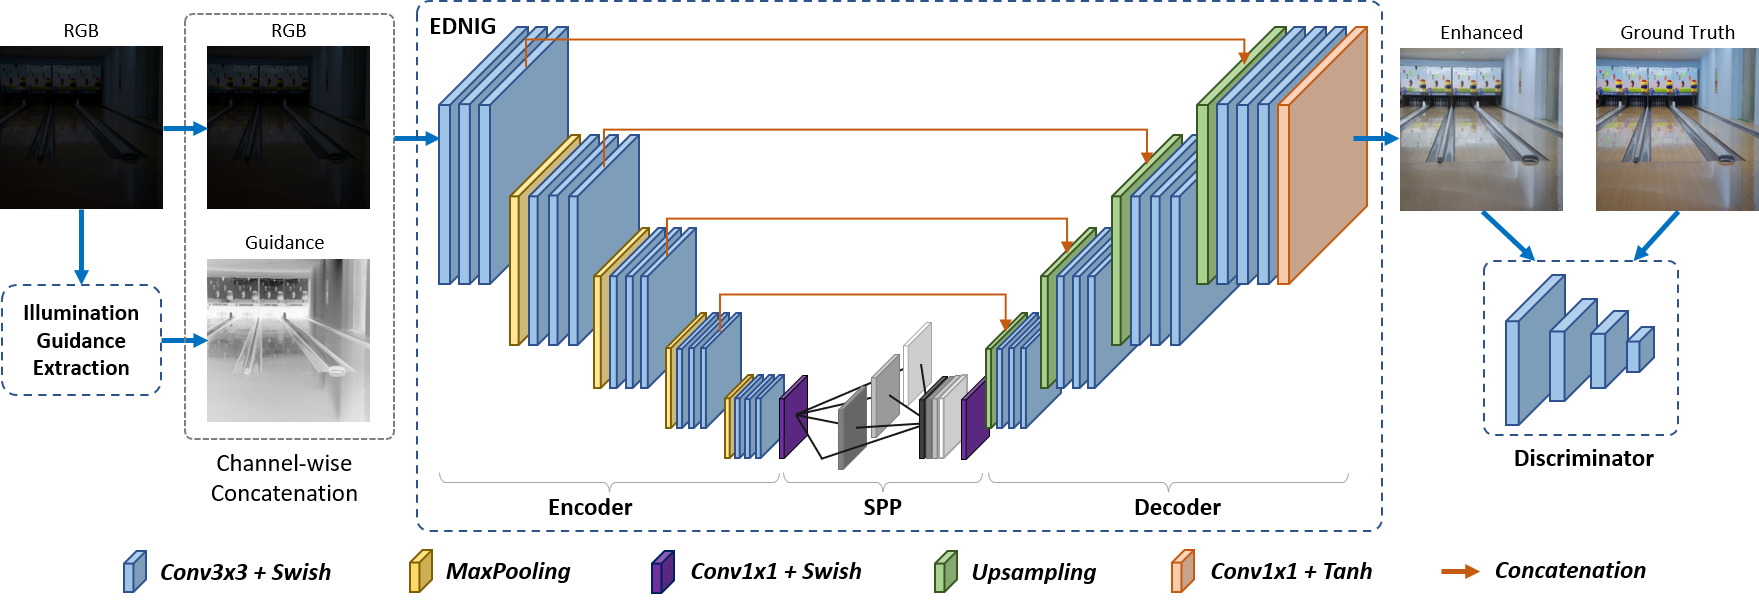 RGB
RGB
EDNIG
Enhanced
Ground Truth
Guidance
Illumination
Guidance
Extraction
Channel-wise
Concatenation
Encoder
SPP
Decoder
Discriminator
Conv3x3 + Swish
MaxPooling
Conv1x1 + Swish
Upsampling
Conv1x1 + Tanh
Concatenation